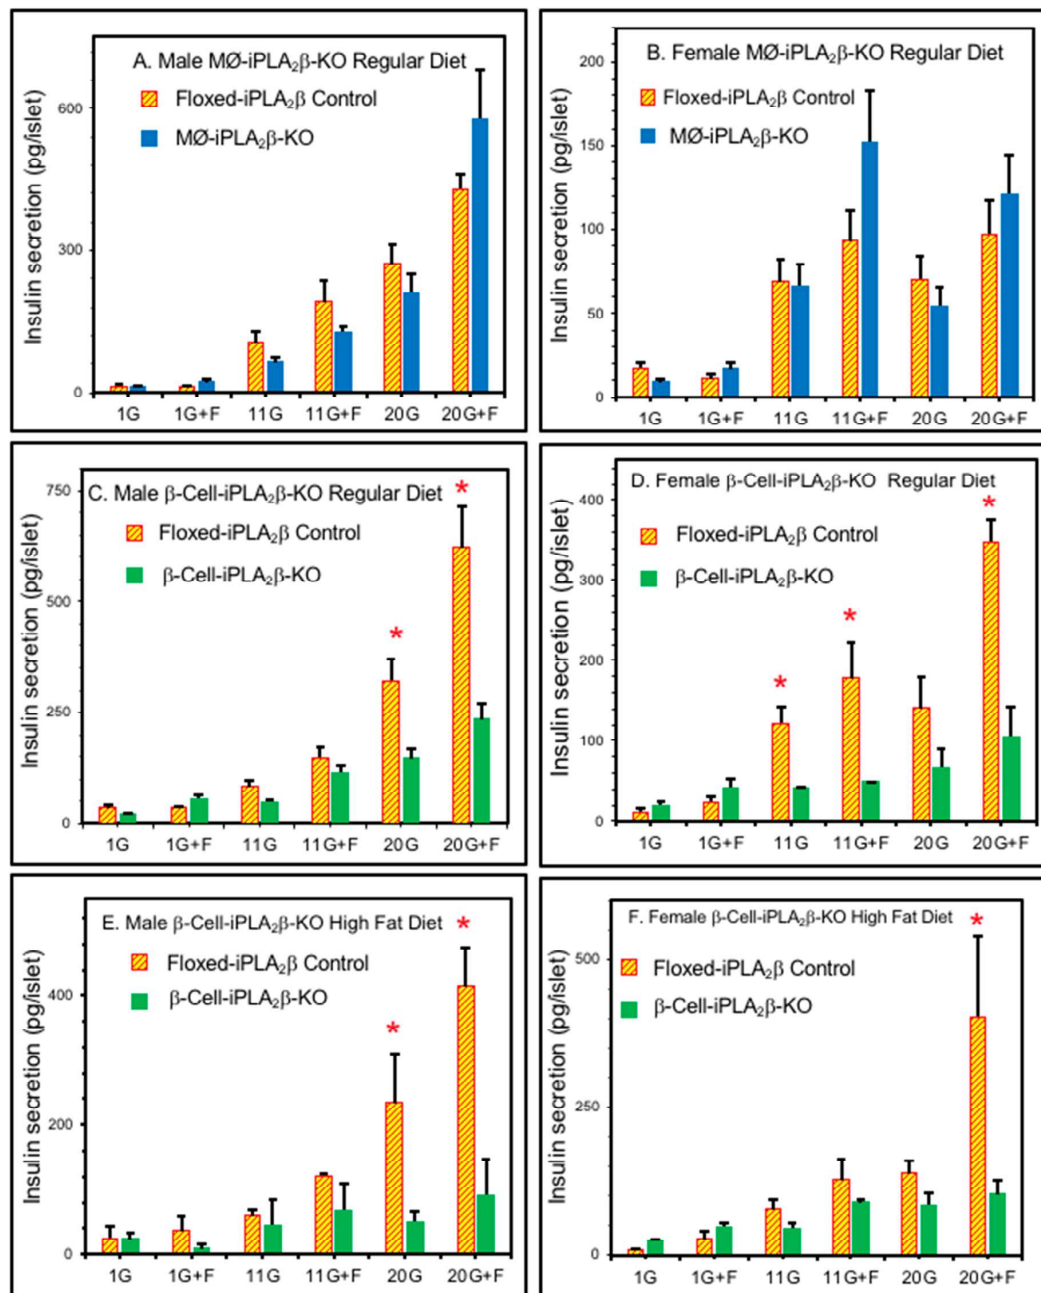 A. Male MØ-iPLA₂β-KO Regular Diet
Floxed-iPLA₂β Control
MØ-iPLA₂β-KO
Insulin secretion (pg/islet)
600
300
0
1G 1G+F 11G 11G+F 20G 20G+F
B. Female MØ-iPLA₂β-KO Regular Diet
Floxed-iPLA₂β Control
MØ-iPLA₂β-KO
Insulin secretion (pg/islet)
200
150
100
50
0
1G 1G+F 11G 11G+F 20G 20G+F
C. Male β-Cell-iPLA₂β-KO Regular Diet
Floxed-iPLA₂β Control
β-Cell-iPLA₂β-KO
Insulin secretion (pg/islet)
750
500
250
0
* *
1G 1G+F 11G 11G+F 20G 20G+F
D. Female β-Cell-iPLA₂β-KO Regular Diet
Floxed-iPLA₂β Control
β-Cell-iPLA₂β-KO
Insulin secretion (pg/islet)
400
300
200
100
0
* * *
1G 1G+F 11G 11G+F 20G 20G+F
E. Male β-Cell-iPLA₂β-KO High Fat Diet
Floxed-iPLA₂β Control
β-Cell-iPLA₂β-KO
Insulin secretion (pg/islet)
400
200
0
* *
1G 1G+F 11G 11G+F 20G 20G+F
F. Female β-Cell-iPLA₂β-KO High Fat Diet
Floxed-iPLA₂β Control
β-Cell-iPLA₂β-KO
Insulin secretion (pg/islet)
500
250
0
*
1G 1G+F 11G 11G+F 20G 20G+F